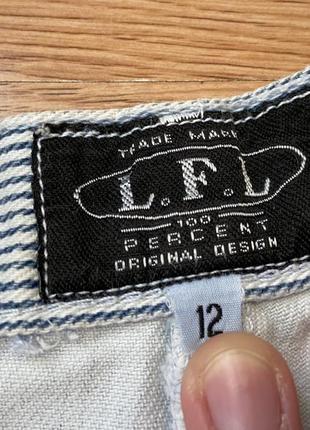 TRADE MARK
L.F.L
100
PERCENT
ORIGINAL DESIGN
12